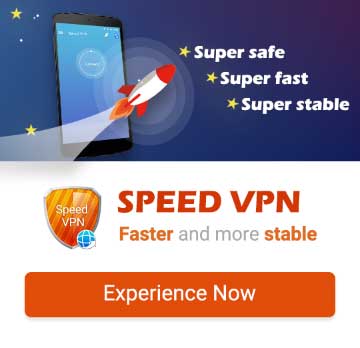 Super safe
Super fast
Super stable
Speed
VPN
SPEED VPN
Faster and more stable
Experience Now